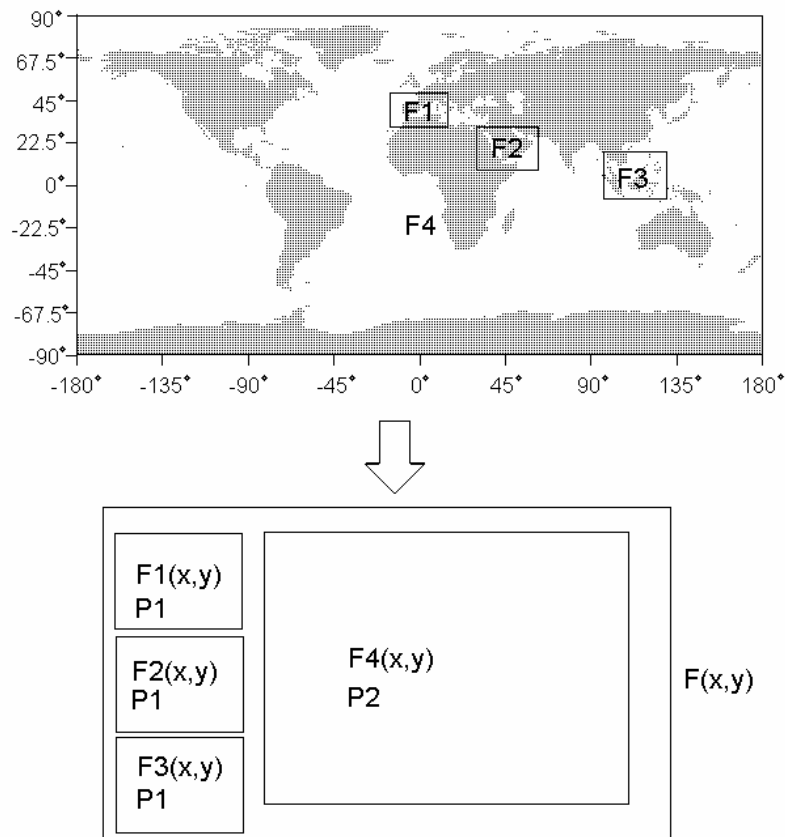 90°
67.5°
45°
22.5°
0°
-22.5°
-45°
-67.5°
-90°
F1
F2
F3
F4
-180° -135° -90° -45° 0° 45° 90° 135° 180°
F1(x,y)
P1
F2(x,y)
P1
F3(x,y)
P1
F4(x,y)
P2
F(x,y)